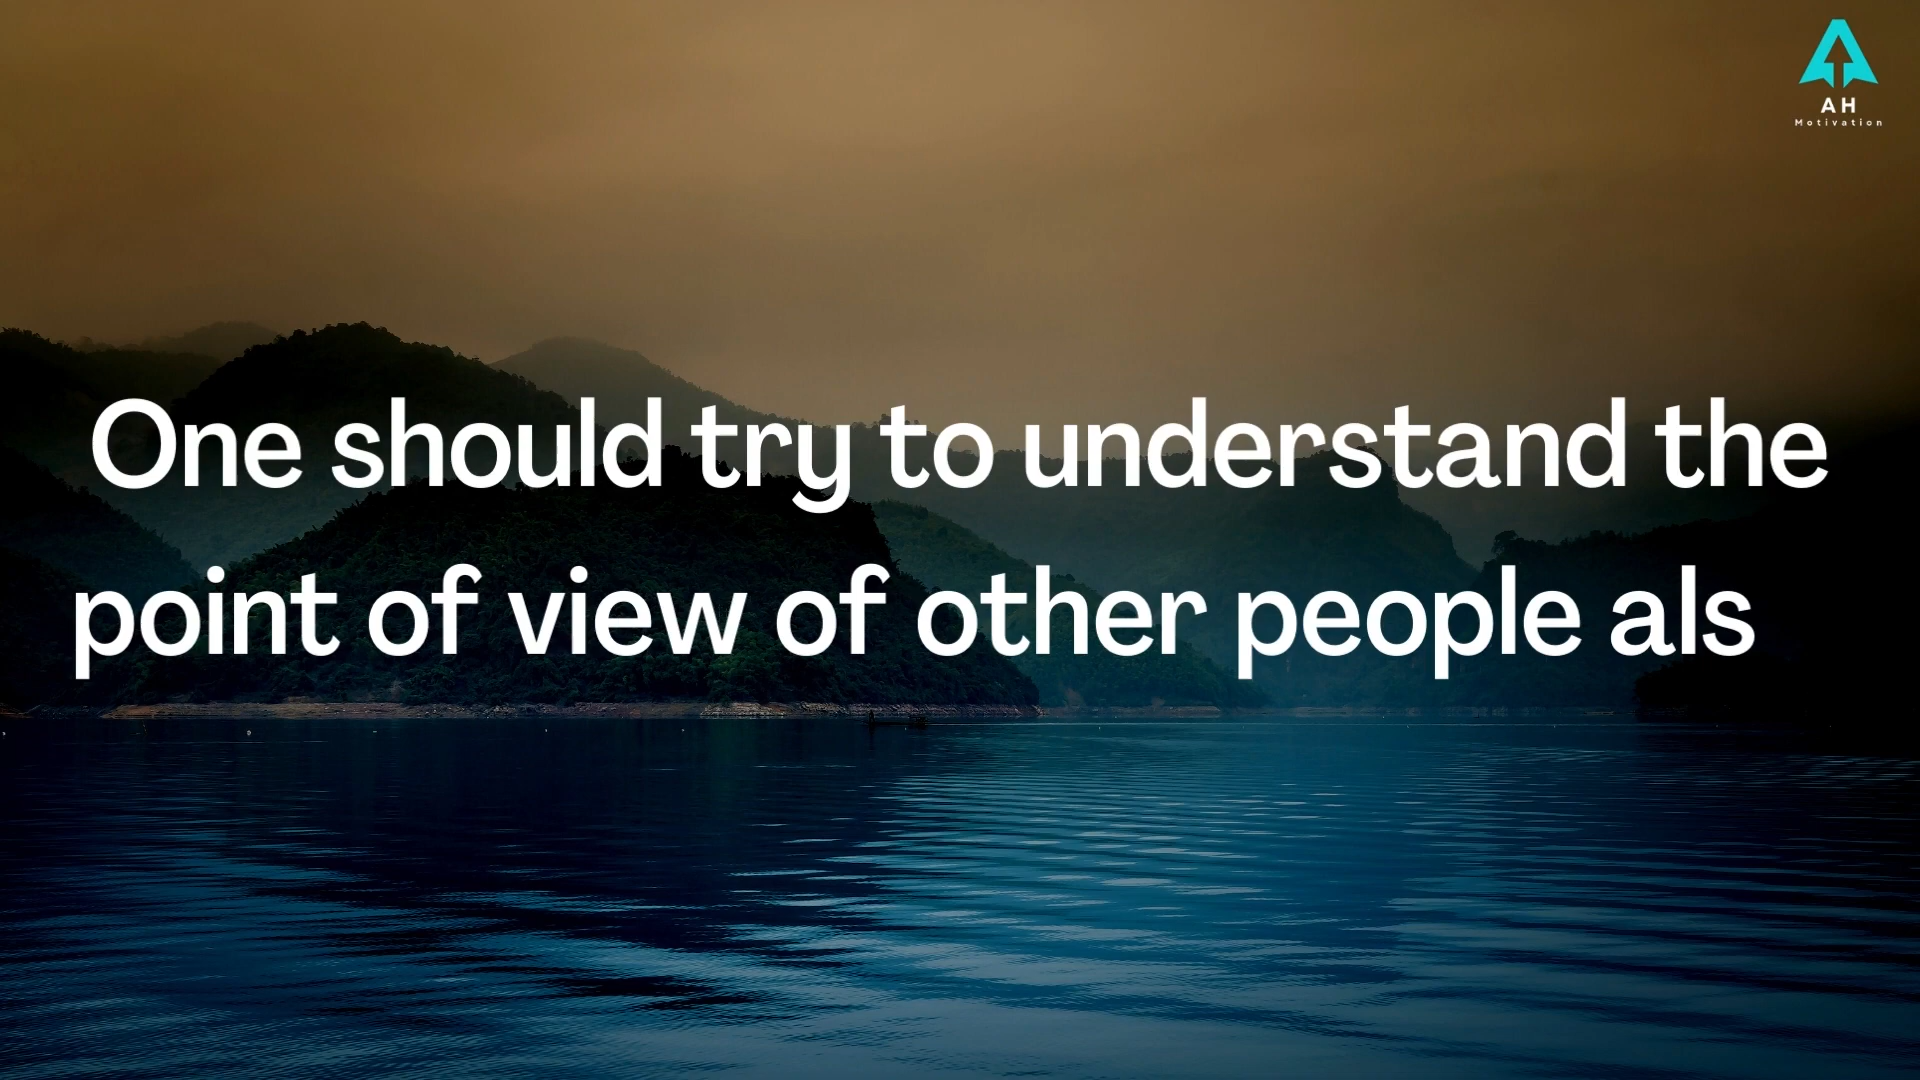 AH
Motivation
One should try to understand the
point of view of other people als